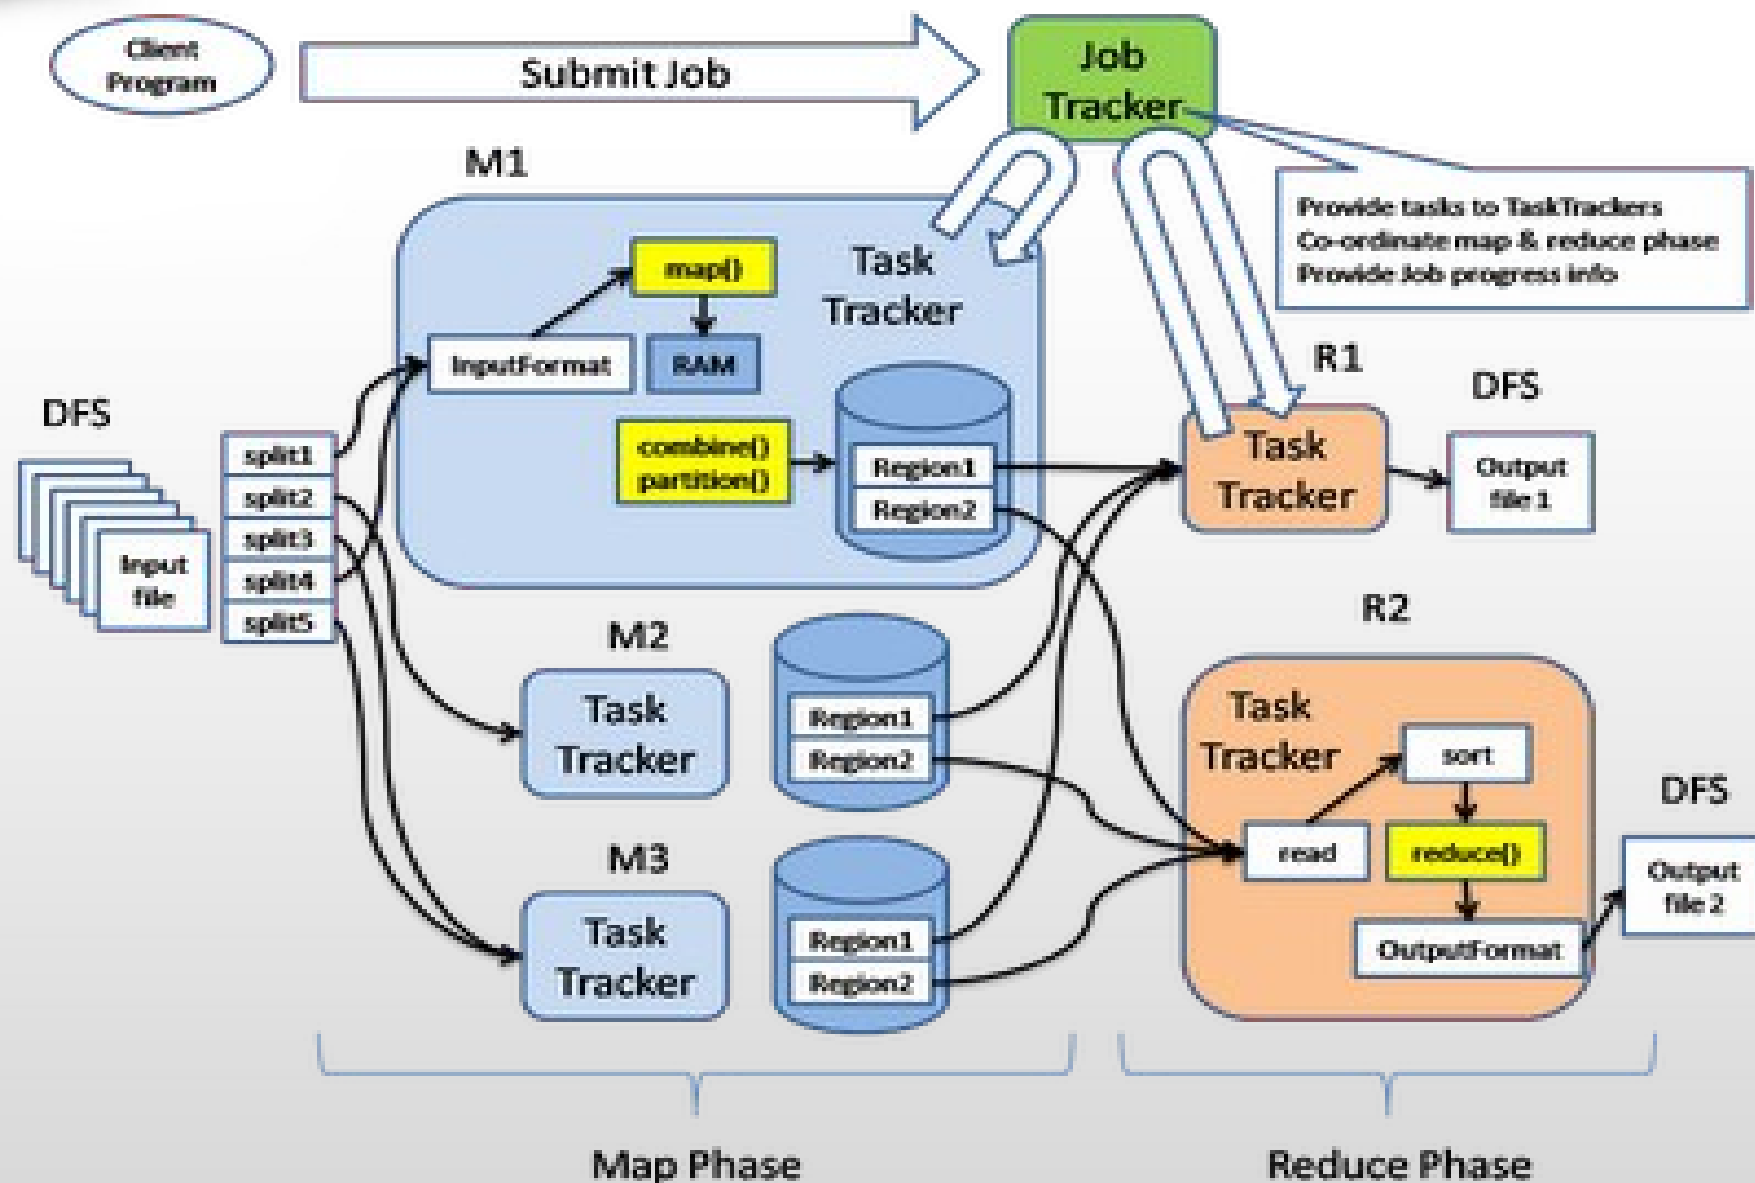 Client
Program
Submit Job
Job
Tracker
Provide tasks to TaskTrackers
Co-ordinate map & reduce phase
Provide Job progress info
M1
Task
Tracker
map()
InputFormat
RAM
combine()
partition()
Region1
Region2
DFS
Input
file
split1
split2
split3
split4
split5
M2
Task
Tracker
Region1
Region2
M3
Task
Tracker
Region1
Region2
R1
Task
Tracker
DFS
Output
file 1
R2
Task
Tracker
sort
read
reduce()
OutputFormat
DFS
Output
file 2
Map Phase
Reduce Phase